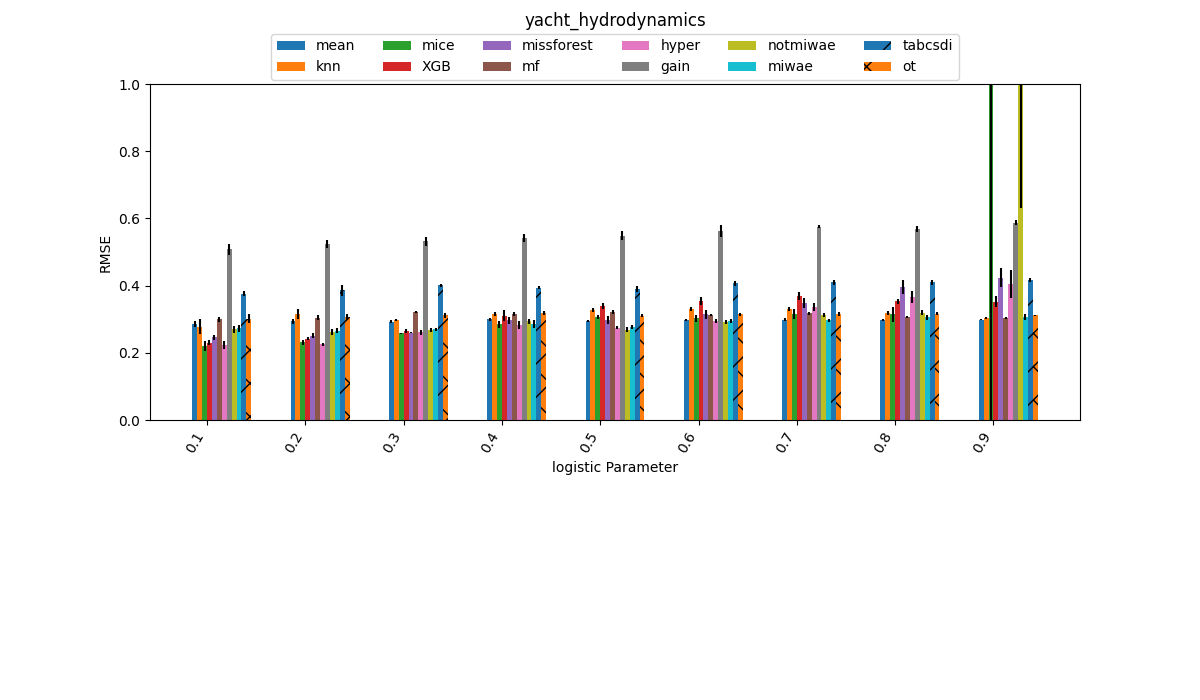 yacht_hydrodynamics
mean mice missforest hyper notmiwae tabcsdi
knn XGB mf gain miwae ot
1.0
0.8
0.6
0.4
0.2
0.0
RMSE
0.1 0.2 0.3 0.4 0.5 0.6 0.7 0.8 0.9
logistic Parameter